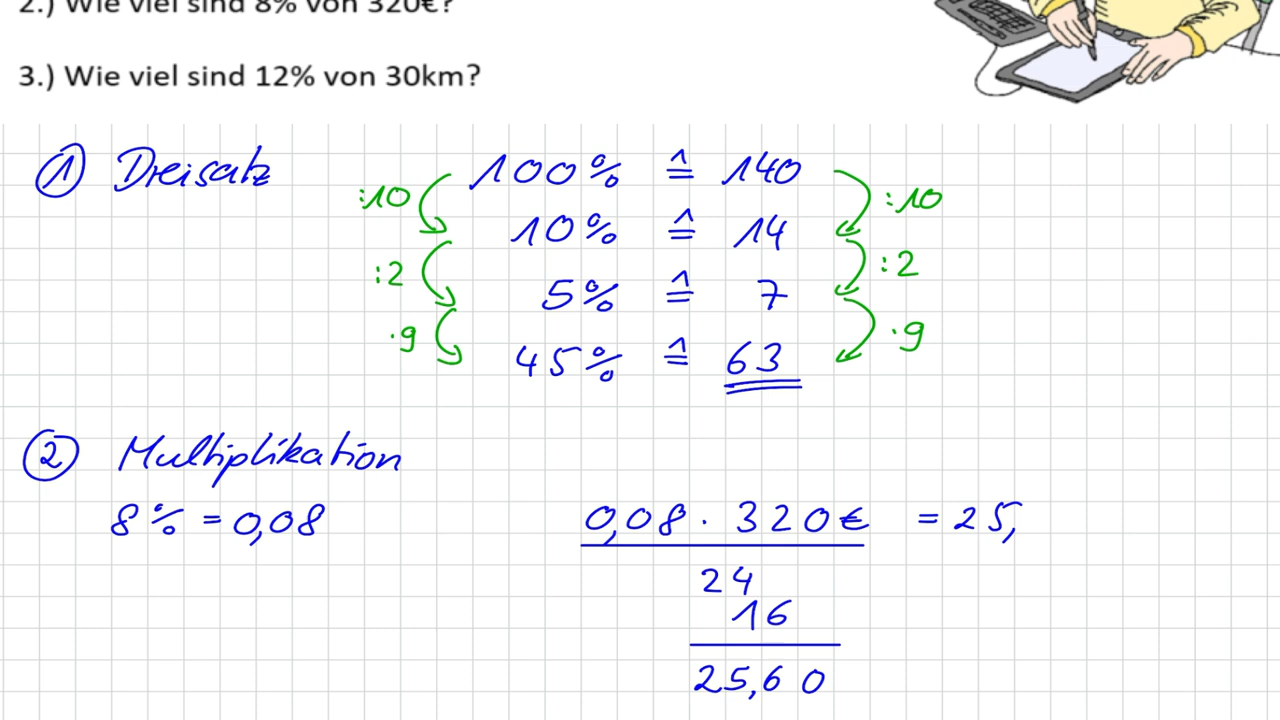 2.) Wie viel sind 8% von 320€?
3.) Wie viel sind 12% von 30km?
① Dreisatz 100% ≙ 140
:10 :10
10% ≙ 14
:2 :2
5% ≙ 7
·9 ·9
45% ≙ 63
② Multiplikation
8% = 0,08 0,08 · 320€ = 25,
24
16
25,60